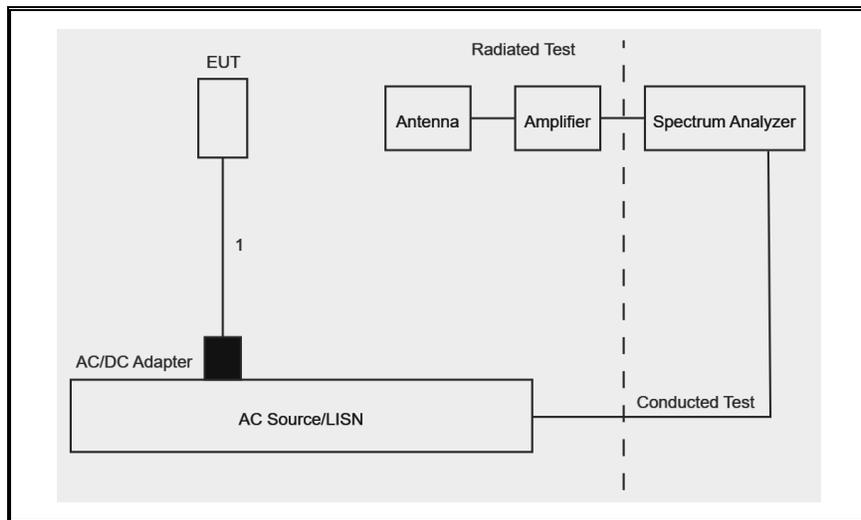 Radiated Test
EUT
Antenna
Amplifier
Spectrum Analyzer
1
AC/DC Adapter
AC Source/LISN
Conducted Test